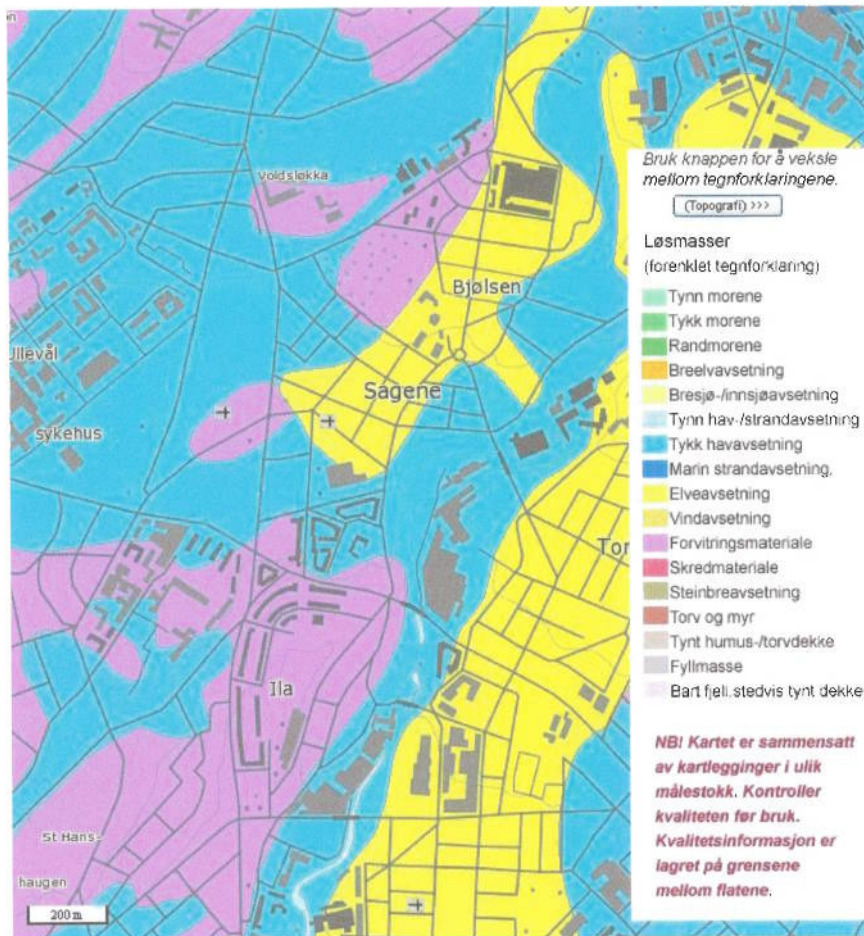 Voldsløkka
Bjølsen
Sagene
Ullevål
sykehus
Tor
Ila
St Hans-
haugen
200 m
Bruk knappen for å veksle
mellom tegnforklaringene.
(Topografi) >>>
Løsmasser
(forenklet tegnforklaring)
Tynn morene
Tykk morene
Randmorene
Breelvavsetning
Bresjø-/innsjøavsetning
Tynn hav-/strandavsetning
Tykk havavsetning
Marin strandavsetning,
Elveavsetning
Vindavsetning
Forvitringsmateriale
Skredmateriale
Steinbreavsetning
Torv og myr
Tynt humus-/torvdekke
Fyllmasse
Bart fjell, stedvis tynt dekke
NB! Kartet er sammensatt
av kartlegginger i ulik
målestokk. Kontroller
kvaliteten før bruk.
Kvalitetsinformasjon er
lagret på grensene
mellom flatene.